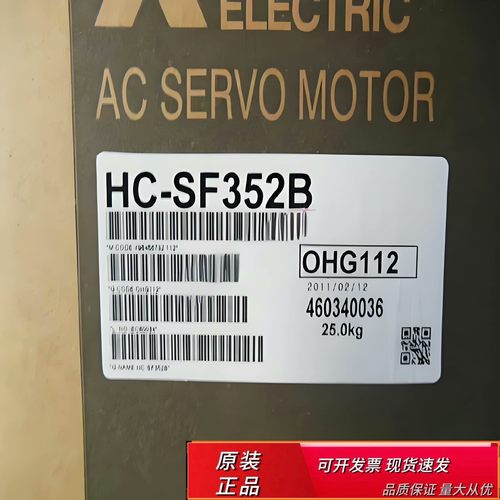 ELECTRIC
AC SERVO MOTOR
HC-SF352B
OHG112
2011/02/12
460340036
25.0kg
原装
正品
可开发票 现货速发
品质保证 量大从优